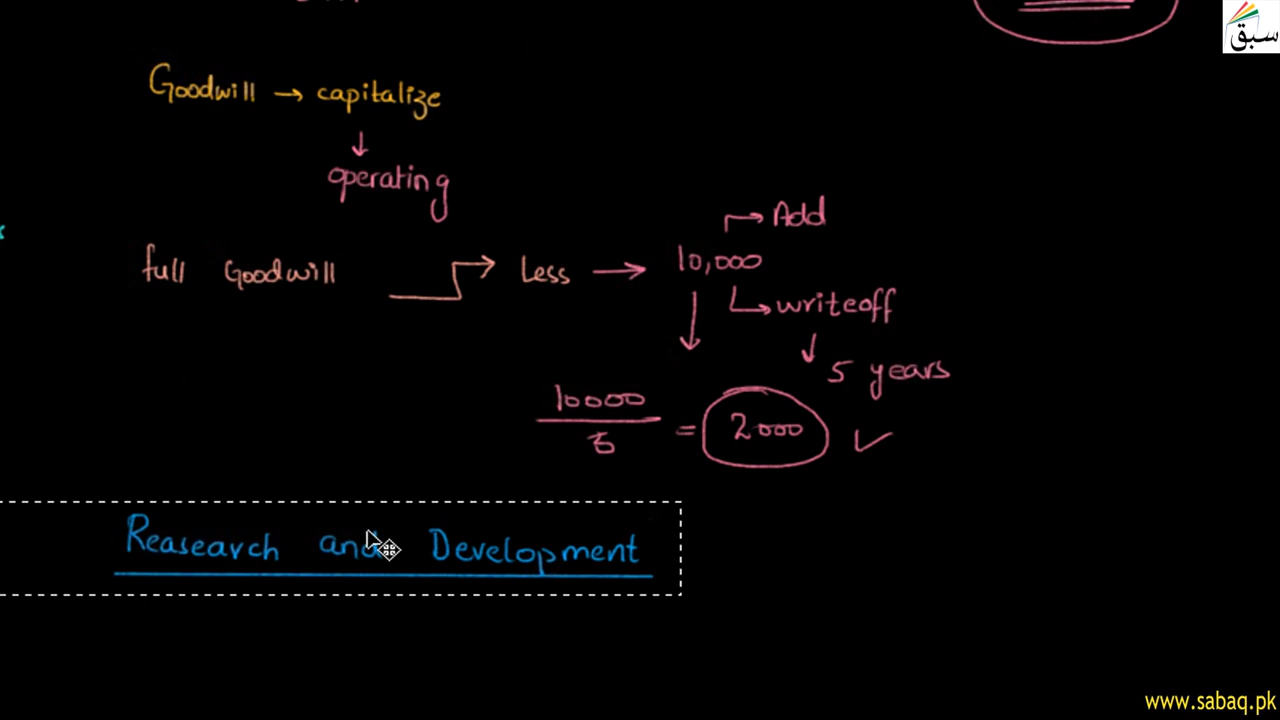 سبق
Goodwill → capitalize
↓
operating
→ Add
full Goodwill → Less → 10,000
↓ → writeoff
↓
5 years
10000
5
= 2000 ✓
Reasearch and Development
www.sabaq.pk